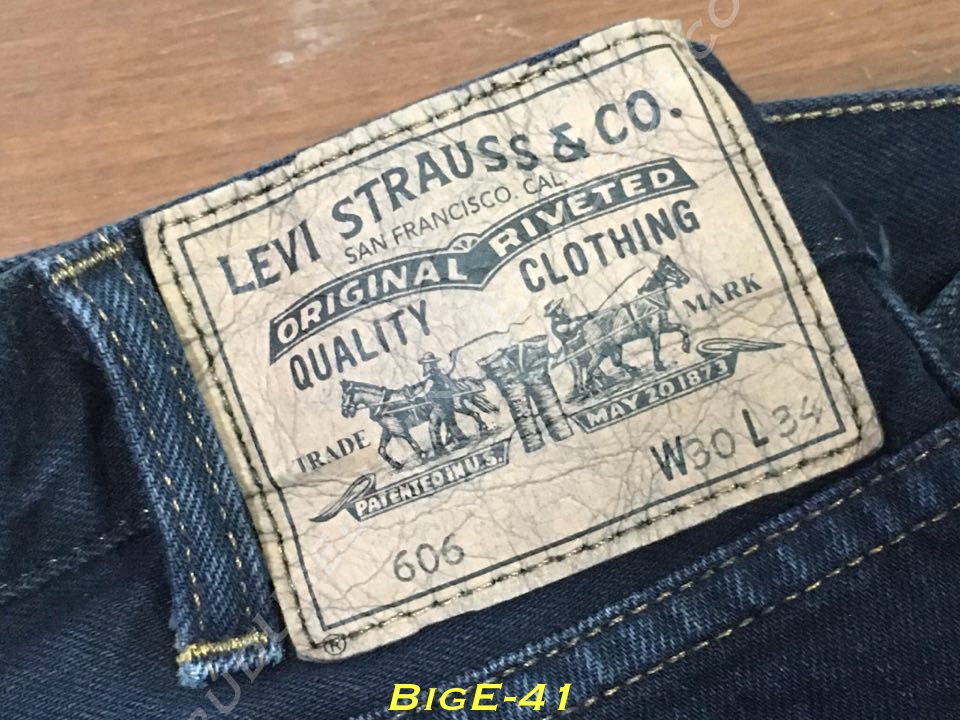 LEVI STRAUSS & CO.
SAN FRANCISCO. CAL.
ORIGINAL RIVETED
QUALITY CLOTHING
TRADE MARK
PATENTED IN U.S. MAY 20 1873
W30 L 34
606
®
BIGE-41